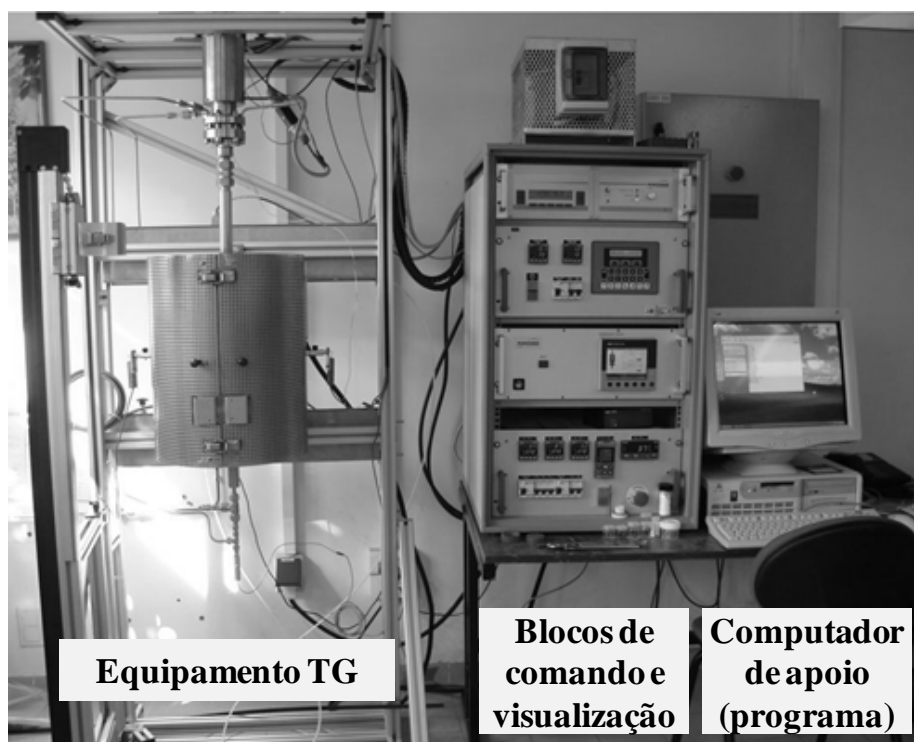 Equipamento TG
Blocos de
comando e
visualização
Computador
de apoio
(programa)